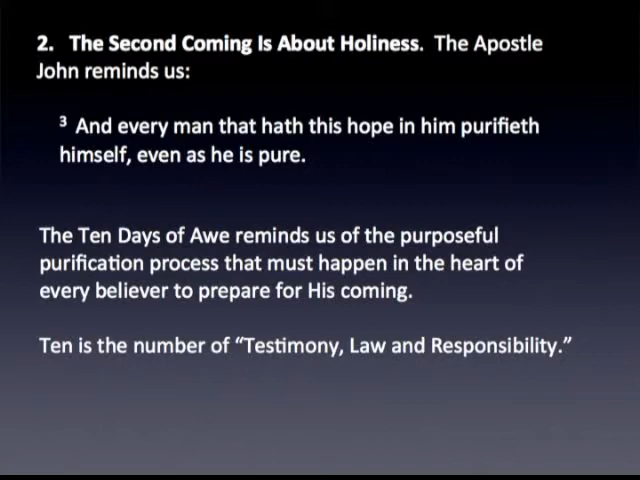 2. The Second Coming Is About Holiness. The Apostle
John reminds us:
3 And every man that hath this hope in him purifieth
himself, even as he is pure.
The Ten Days of Awe reminds us of the purposeful
purification process that must happen in the heart of
every believer to prepare for His coming.
Ten is the number of “Testimony, Law and Responsibility.”